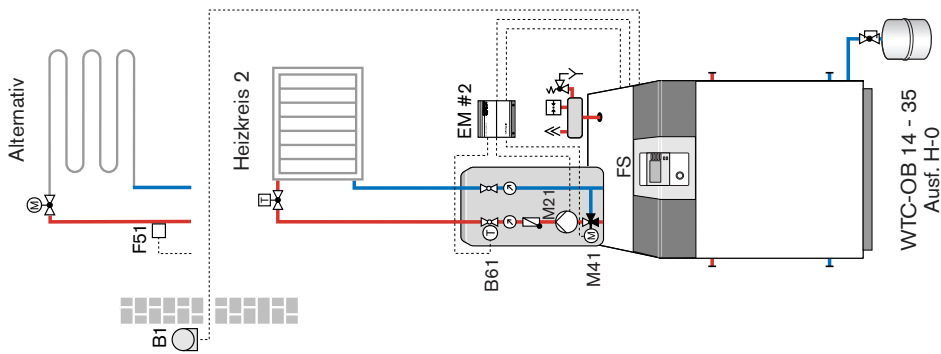 Alternativ
M
F51
B1
Heizkreis 2
T
EM #2
B61
T
M21
M41
M
FS
WTC-OB 14 - 35
Ausf. H-0